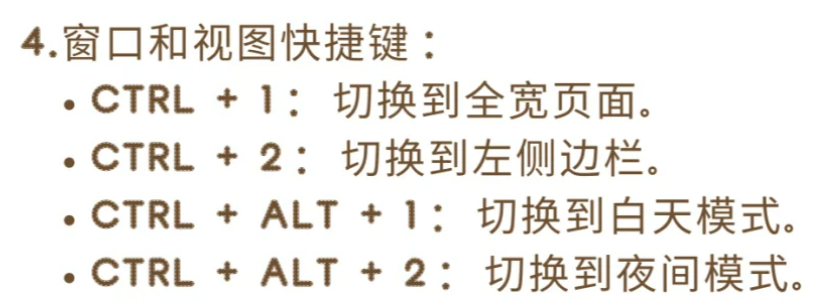 4.窗口和视图快捷键：
• CTRL + 1： 切换到全宽页面。
• CTRL + 2： 切换到左侧边栏。
• CTRL + ALT + 1： 切换到白天模式。
• CTRL + ALT + 2： 切换到夜间模式。